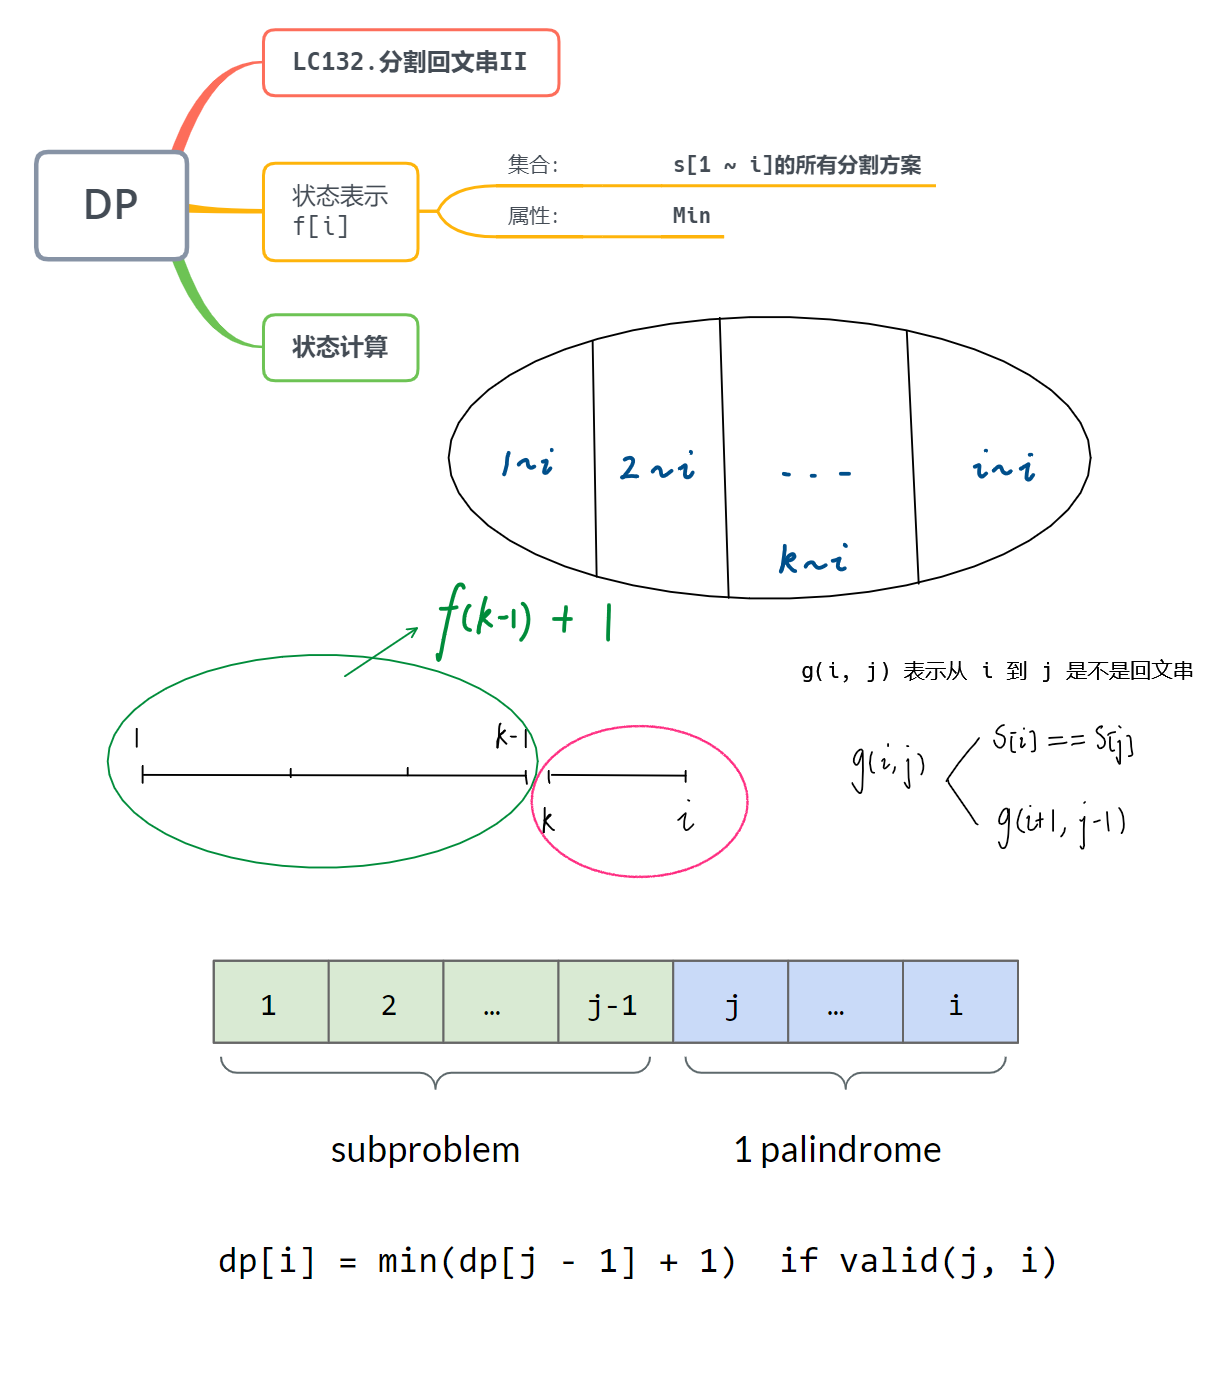 LC132.分割回文串II
DP
状态表示
f[i]
集合: s[1 ~ i]的所有分割方案
属性: Min
状态计算
1~i 2~i --- i~i
k~i
f(k-1) + 1
g(i, j) 表示从 i 到 j 是不是回文串
1 k-1
k i
g(i,j)
S[i] == S[j]
g(i+1, j-1)
1 2 … j-1 j … i
subproblem 1 palindrome
dp[i] = min(dp[j - 1] + 1) if valid(j, i)